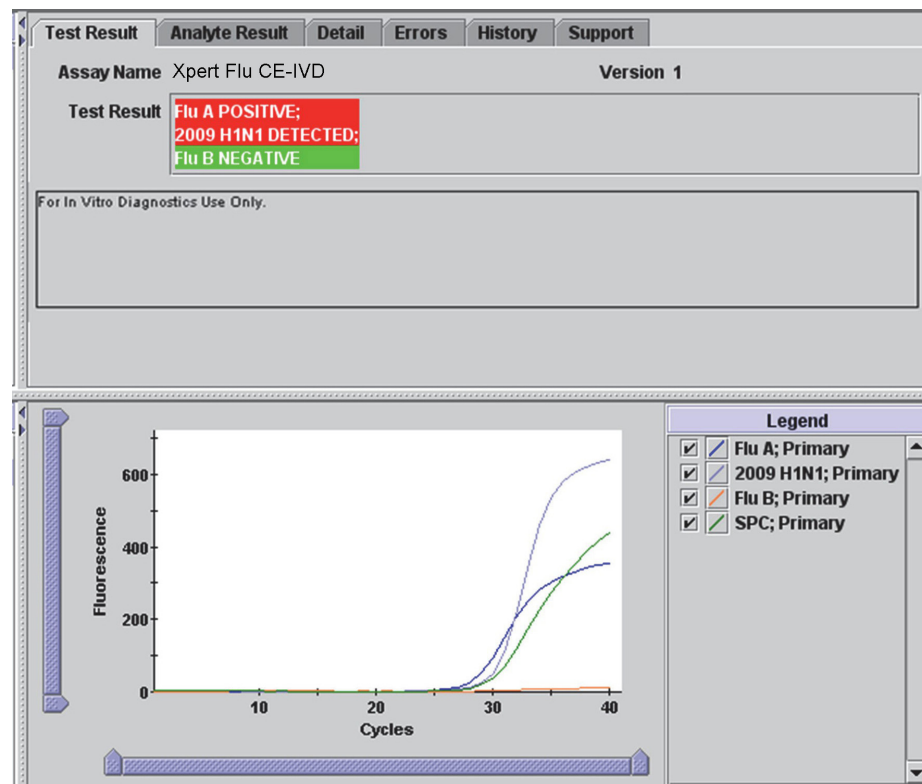 Test Result Analyte Result Detail Errors History Support
Assay Name Xpert Flu CE-IVD Version 1
Test Result Flu A POSITIVE;
2009 H1N1 DETECTED;
Flu B NEGATIVE
For In Vitro Diagnostics Use Only.
Legend
Flu A; Primary
2009 H1N1; Primary
Flu B; Primary
SPC; Primary
Fluorescence
600
400
200
0
10 20 30 40
Cycles